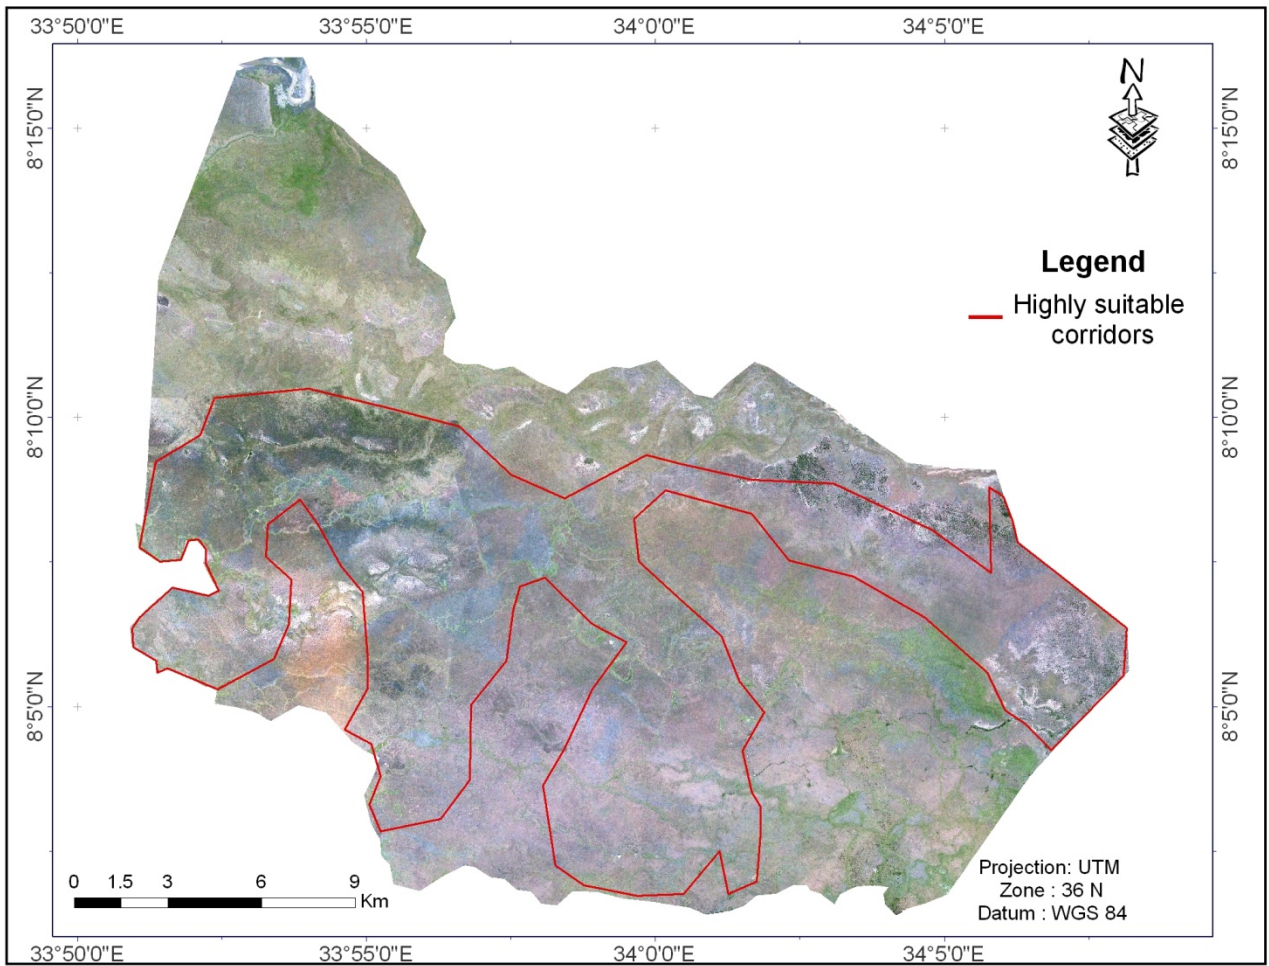 33°50'0"E 33°55'0"E 34°0'0"E 34°5'0"E
N
8°15'0"N 8°15'0"N
Legend
Highly suitable
corridors
8°10'0"N 8°10'0"N
8°5'0"N 8°5'0"N
Projection: UTM
Zone : 36 N
Datum : WGS 84
0 1.5 3 6 9
Km
33°50'0"E 33°55'0"E 34°0'0"E 34°5'0"E